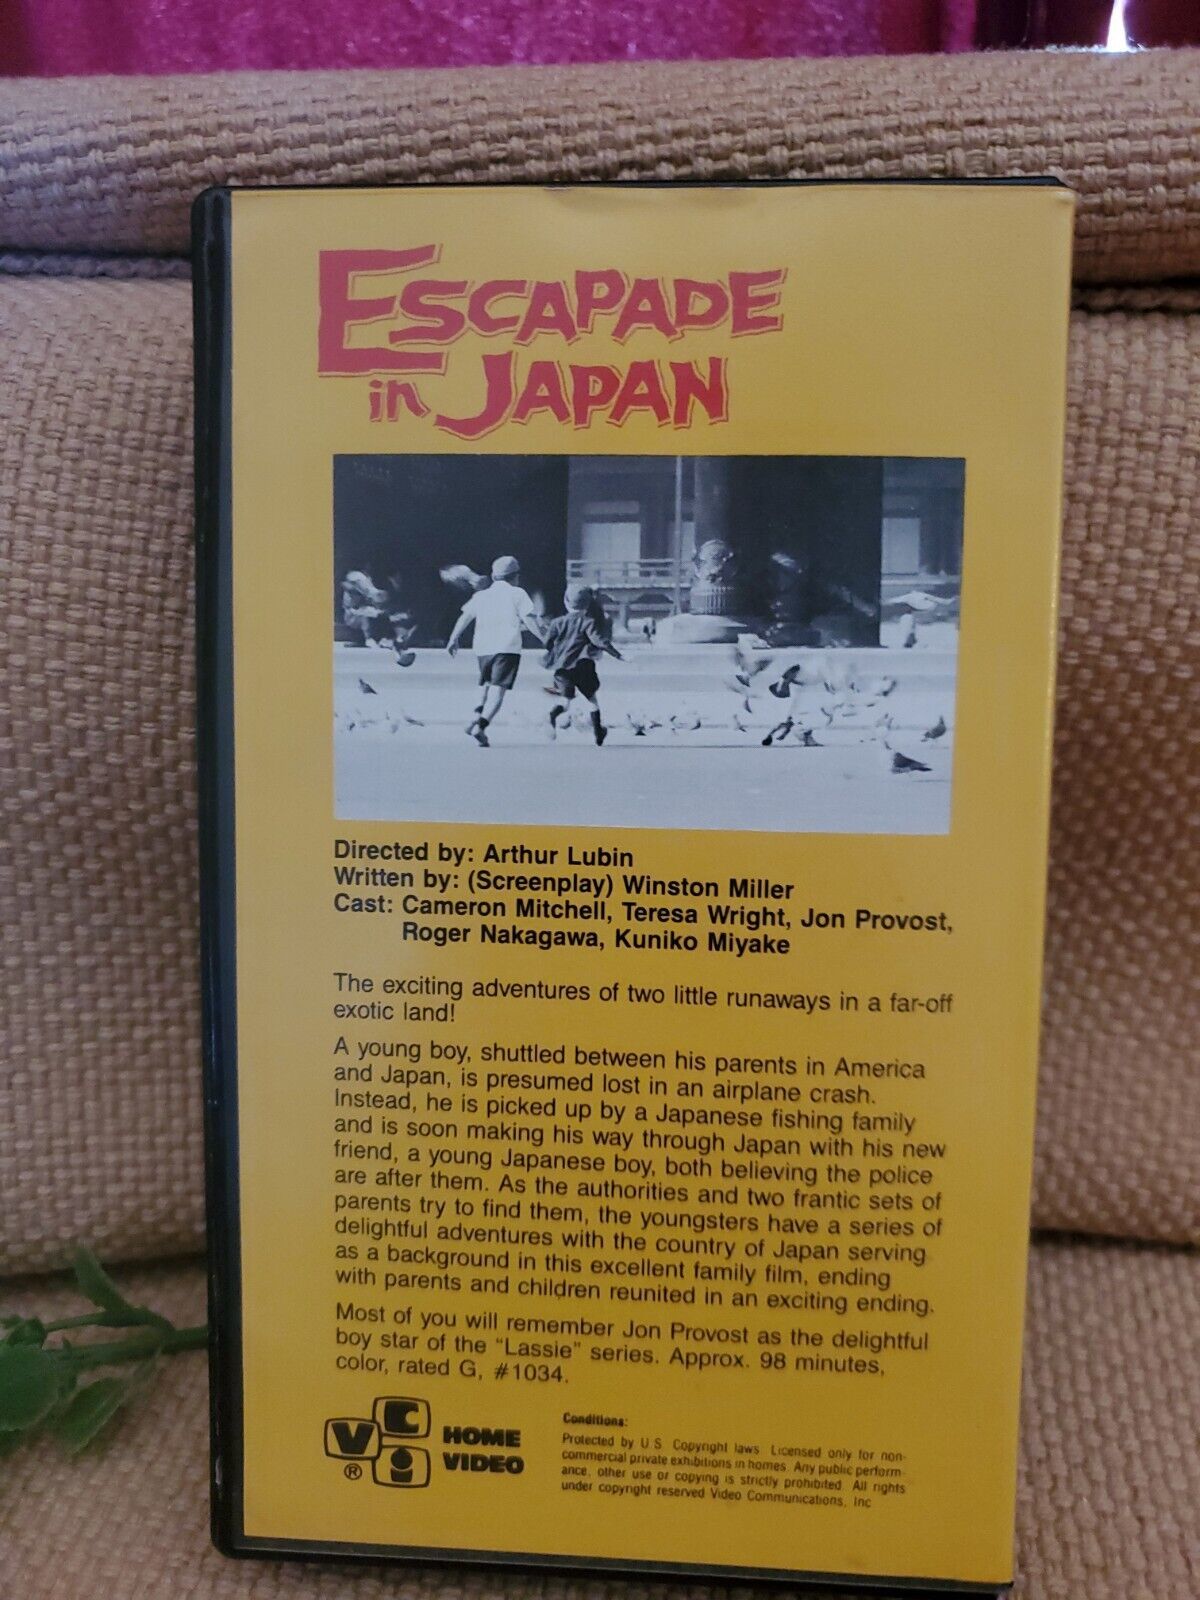 ESCAPADE
in JAPAN
Directed by: Arthur Lubin
Written by: (Screenplay) Winston Miller
Cast: Cameron Mitchell, Teresa Wright, Jon Provost,
Roger Nakagawa, Kuniko Miyake
The exciting adventures of two little runaways in a far-off
exotic land!
A young boy, shuttled between his parents in America
and Japan, is presumed lost in an airplane crash.
Instead, he is picked up by a Japanese fishing family
and is soon making his way through Japan with his new
friend, a young Japanese boy, both believing the police
are after them. As the authorities and two frantic sets of
parents try to find them, the youngsters have a series of
delightful adventures with the country of Japan serving
as a background in this excellent family film, ending
with parents and children reunited in an exciting ending.
Most of you will remember Jon Provost as the delightful
boy star of the "Lassie" series. Approx. 98 minutes,
color, rated G, #1034.
VCI ®
HOME
VIDEO
Conditions:
Protected by U.S. Copyright laws. Licensed only for non-
commercial private exhibitions in homes. Any public perform-
ance, other use or copying is strictly prohibited. All rights
under copyright reserved Video Communications, Inc